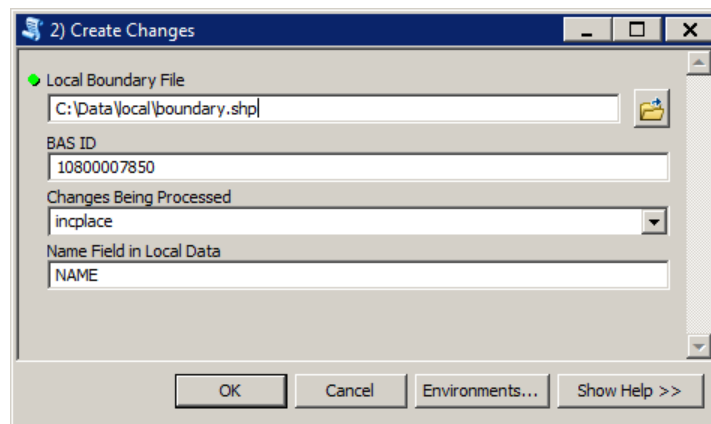 2) Create Changes
Local Boundary File
C:\Data\local\boundary.shp
BAS ID
10800007850
Changes Being Processed
incplace
Name Field in Local Data
NAME
OK Cancel Environments... Show Help >>